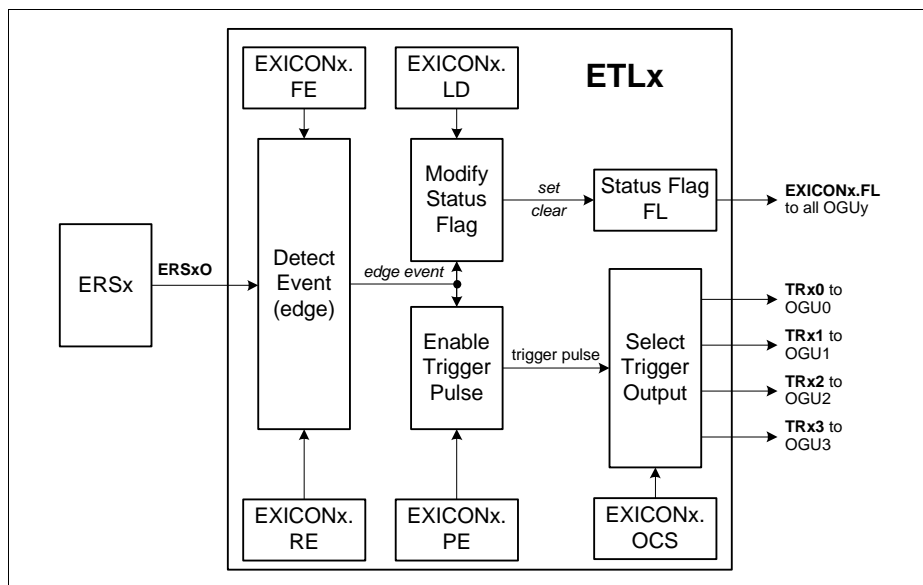 EXICONx.
FE
EXICONx.
LD
ETLx
Modify
Status
Flag
set
clear
Status Flag
FL
EXICONx.FL
to all OGUy
ERSx
ERSxO
Detect
Event
(edge)
edge event
Enable
Trigger
Pulse
trigger pulse
Select
Trigger
Output
TRx0 to
OGU0
TRx1 to
OGU1
TRx2 to
OGU2
TRx3 to
OGU3
EXICONx.
RE
EXICONx.
PE
EXICONx.
OCS